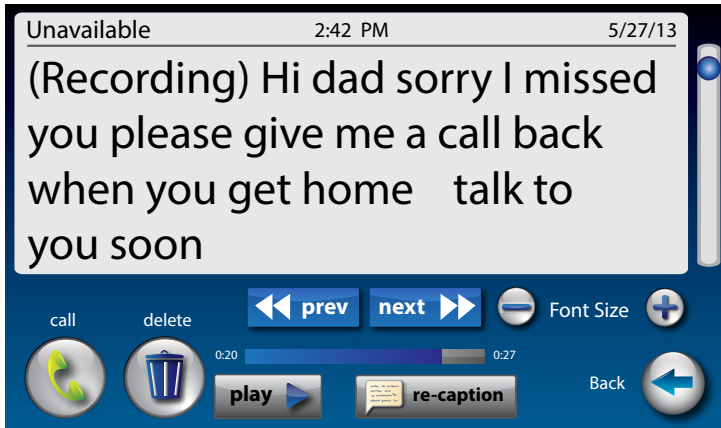 Unavailable 2:42 PM 5/27/13
(Recording) Hi dad sorry I missed
you please give me a call back
when you get home talk to
you soon
prev next Font Size
call delete
0:20 0:27
play re-caption Back